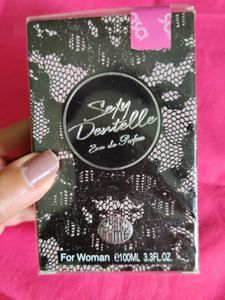 Sexy
Dentelle
Eau de Parfum
For Woman ℮100ML 3.3FL.OZ.